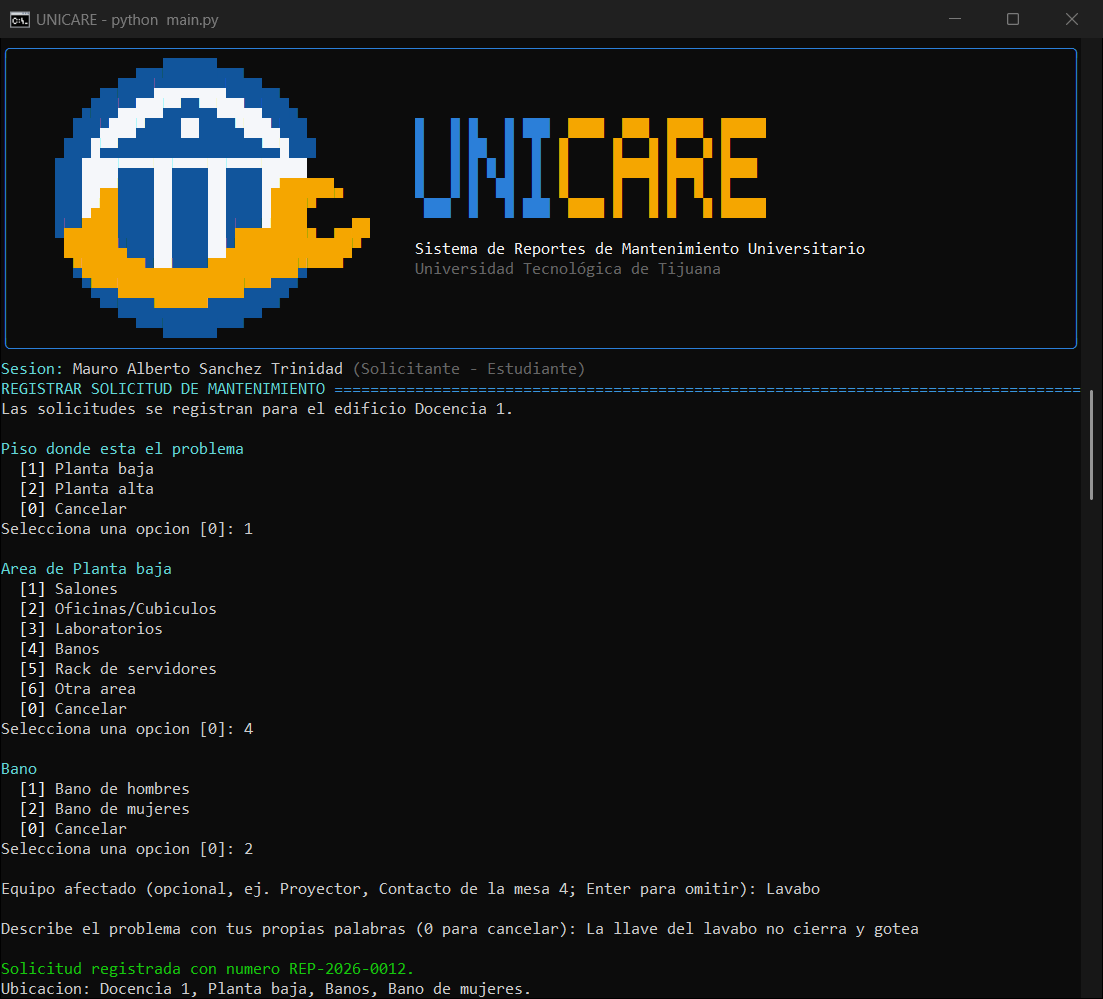 UNICARE - python  main.py
UNICARE
Sistema de Reportes de Mantenimiento Universitario
Universidad Tecnológica de Tijuana
Sesion: Mauro Alberto Sanchez Trinidad (Solicitante - Estudiante)
REGISTRAR SOLICITUD DE MANTENIMIENTO ===================================================================================
Las solicitudes se registran para el edificio Docencia 1.
Piso donde esta el problema
[1] Planta baja
[2] Planta alta
[0] Cancelar
Selecciona una opcion [0]: 1
Area de Planta baja
[1] Salones
[2] Oficinas/Cubiculos
[3] Laboratorios
[4] Banos
[5] Rack de servidores
[6] Otra area
[0] Cancelar
Selecciona una opcion [0]: 4
Bano
[1] Bano de hombres
[2] Bano de mujeres
[0] Cancelar
Selecciona una opcion [0]: 2
Equipo afectado (opcional, ej. Proyector, Contacto de la mesa 4; Enter para omitir): Lavabo
Describe el problema con tus propias palabras (0 para cancelar): La llave del lavabo no cierra y gotea
Solicitud registrada con numero REP-2026-0012.
Ubicacion: Docencia 1, Planta baja, Banos, Bano de mujeres.